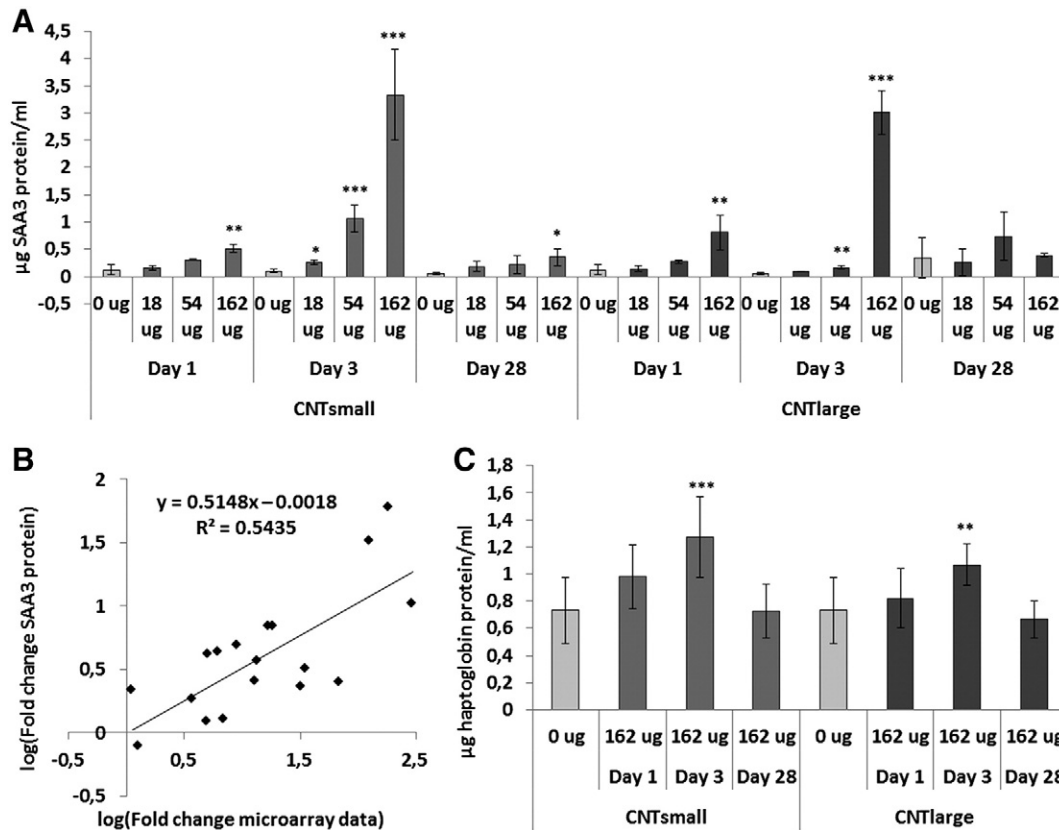 A
µg SAA3 protein/ml
4,5
4
3,5
3
2,5
2
1,5
1
0,5
0
-0,5
***
***
*
**
*
**
**
***
0 ug 18 ug 54 ug 162 ug 0 ug 18 ug 54 ug 162 ug 0 ug 18 ug 54 ug 162 ug 0 ug 18 ug 54 ug 162 ug 0 ug 18 ug 54 ug 162 ug 0 ug 18 ug 54 ug 162 ug
Day 1 Day 3 Day 28 Day 1 Day 3 Day 28
CNTsmall CNTlarge
B
log(Fold change SAA3 protein)
2
1,5
1
0,5
0
-0,5
y = 0.5148x – 0.0018
R² = 0.5435
-0,5 0,5 1,5 2,5
log(Fold change microarray data)
C
µg haptoglobin protein/ml
1,8
1,6
1,4
1,2
1
0,8
0,6
0,4
0,2
0
***
**
0 ug 162 ug 162 ug 162 ug 0 ug 162 ug 162 ug 162 ug
Day 1 Day 3 Day 28 Day 1 Day 3 Day 28
CNTsmall CNTlarge